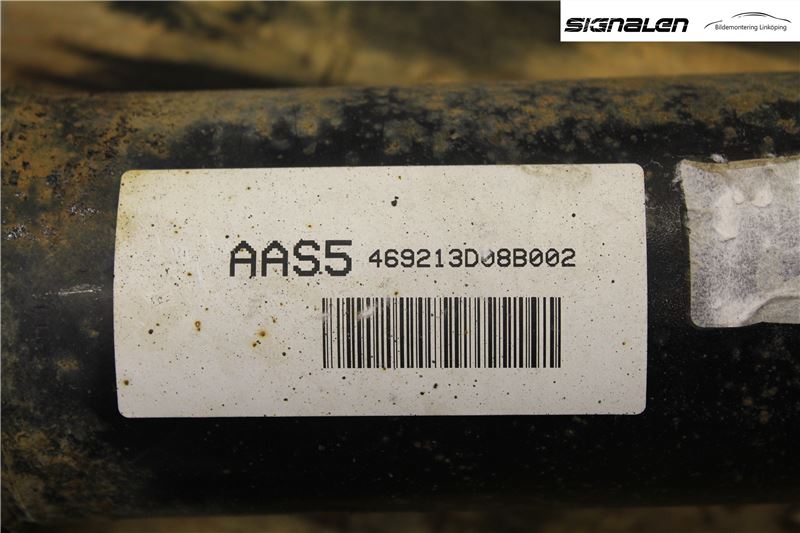 SIGNALEN
Bildemontering Linköping
AAS5 469213D08B002